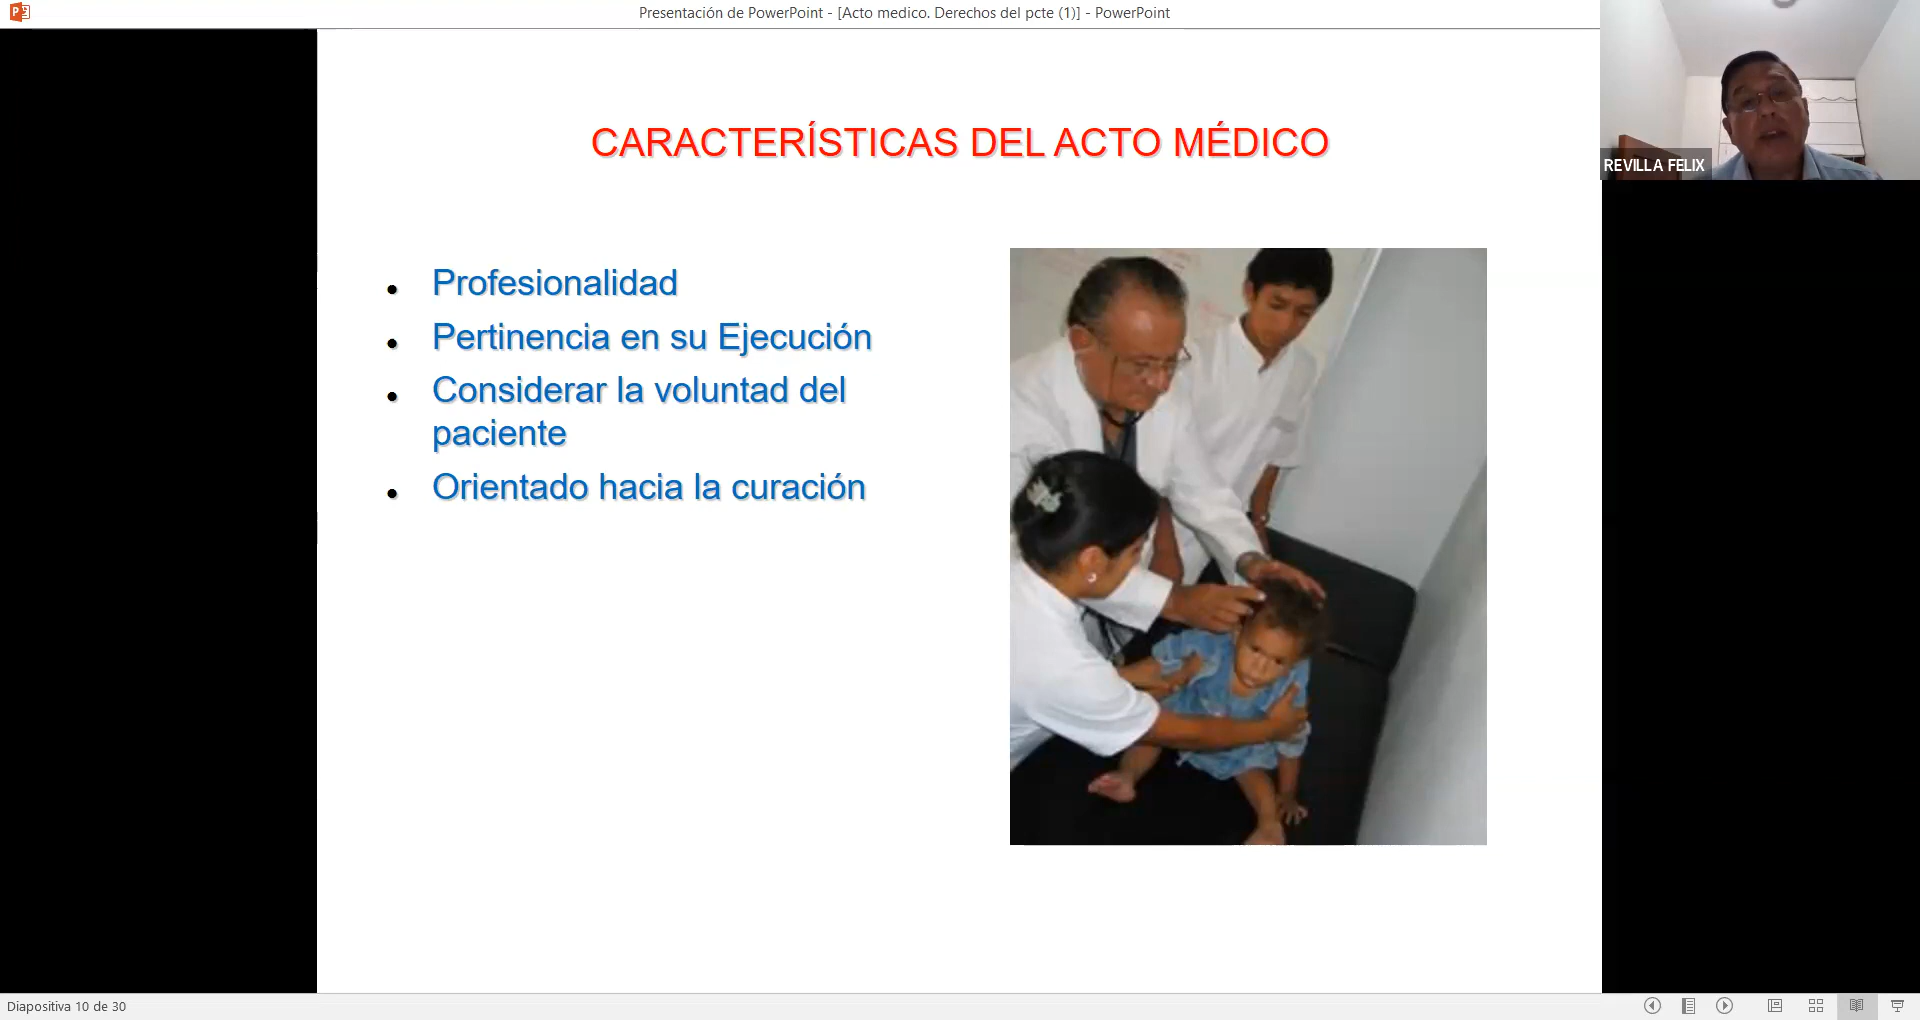 Presentación de PowerPoint - [Acto medico. Derechos del pcte (1)] - PowerPoint
REVILLA FELIX
CARACTERÍSTICAS DEL ACTO MÉDICO
• Profesionalidad
• Pertinencia en su Ejecución
• Considerar la voluntad del
paciente
• Orientado hacia la curación
Diapositiva 10 de 30